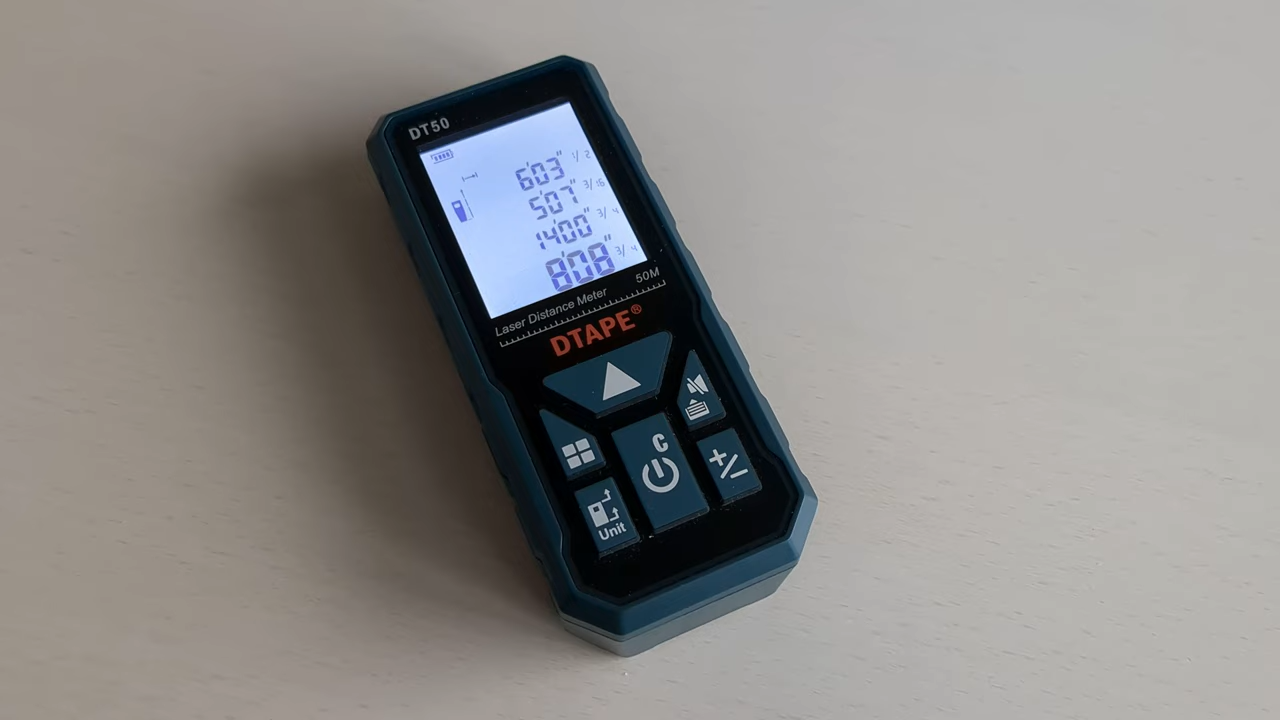 DT50
6'03" 1/2
5'07" 3/16
14'00" 3/4
8'08" 3/4
Laser Distance Meter 50M
DTAPE®
C
+/-
Unit